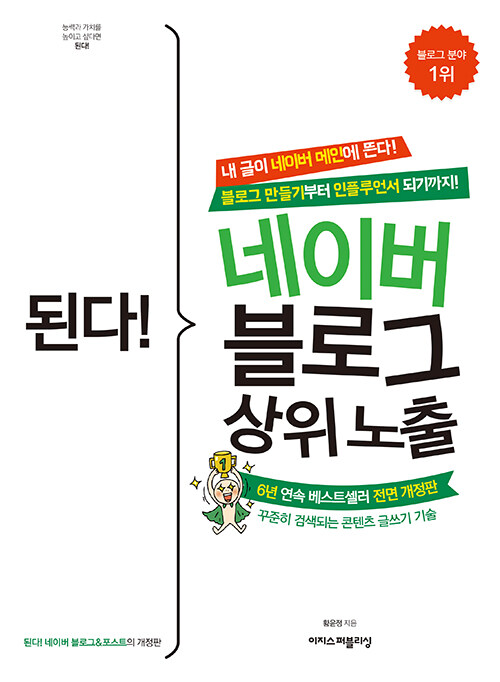 능력과 가치를
높이고 싶다면
된다!
블로그 분야
1위
내 글이 네이버 메인에 뜬다!
블로그 만들기부터 인플루언서 되기까지!
네이버
블로그
상위 노출
된다!
1
6년 연속 베스트셀러 전면 개정판
꾸준히 검색되는 콘텐츠 글쓰기 기술
황윤정 지음
된다! 네이버 블로그&포스트의 개정판
이지스퍼블리싱